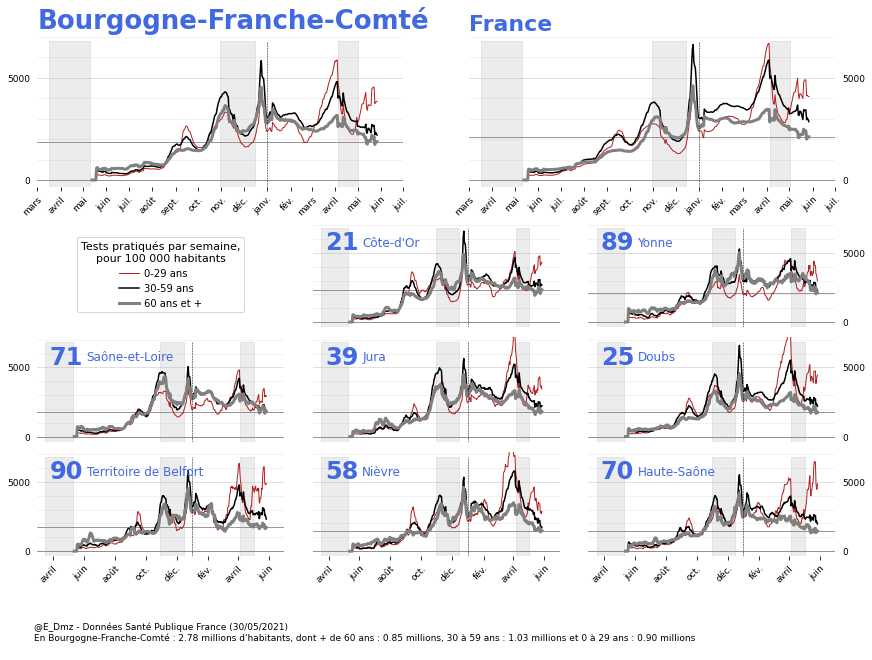 Bourgogne-Franche-Comté
France
5000
0
5000
0
mars avril mai juin juil. août sept. oct. nov. déc. janv. fév. mars avril mai juin juil.
mars avril mai juin juil. août sept. oct. nov. déc. janv. fév. mars avril mai juin juil.
Tests pratiqués par semaine,
pour 100 000 habitants
0-29 ans
30-59 ans
60 ans et +
21 Côte-d'Or
5000
0
89 Yonne
5000
0
71 Saône-et-Loire
5000
0
39 Jura
5000
0
25 Doubs
5000
0
90 Territoire de Belfort
5000
0
58 Nièvre
5000
0
70 Haute-Saône
5000
0
avril juin août oct. déc. fév. avril juin
avril juin août oct. déc. fév. avril juin
avril juin août oct. déc. fév. avril juin
@E_Dmz - Données Santé Publique France (30/05/2021)
En Bourgogne-Franche-Comté : 2.78 millions d'habitants, dont + de 60 ans : 0.85 millions, 30 à 59 ans : 1.03 millions et 0 à 29 ans : 0.90 millions